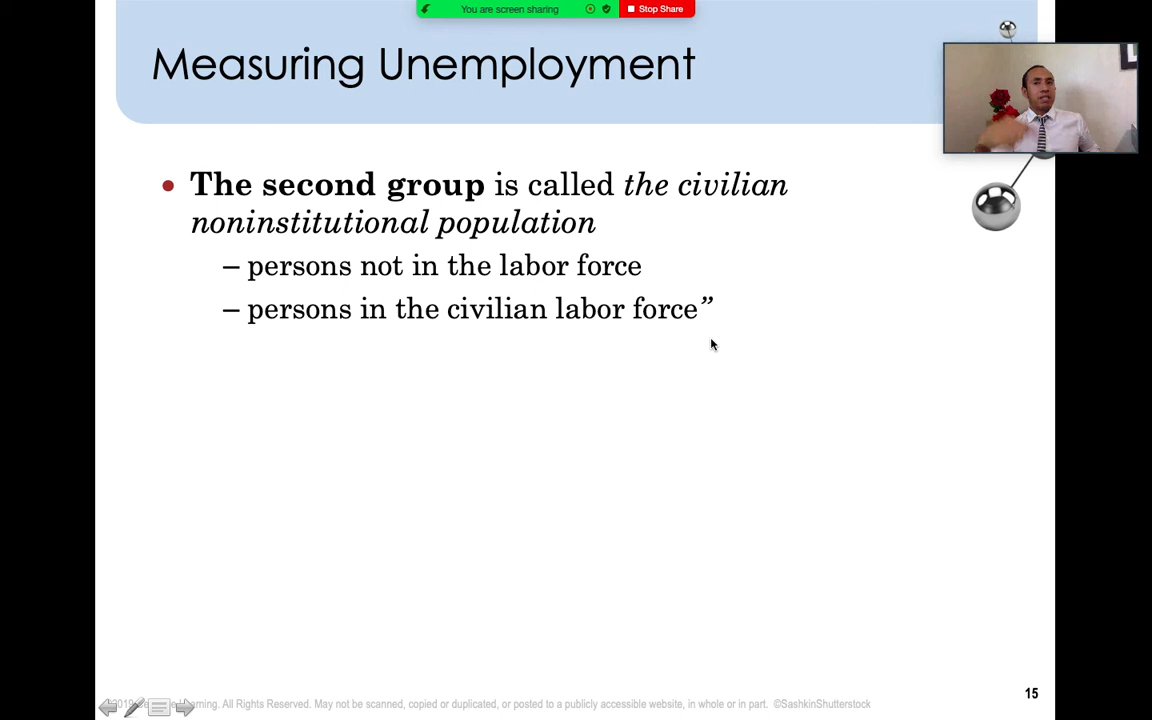 You are screen sharing
Stop Share
Measuring Unemployment
• The second group is called the civilian
noninstitutional population
– persons not in the labor force
– persons in the civilian labor force”
15
All Rights Reserved. May not be scanned, copied or duplicated, or posted to a publicly accessible website, in whole or in part. ©SashkinShutterstock